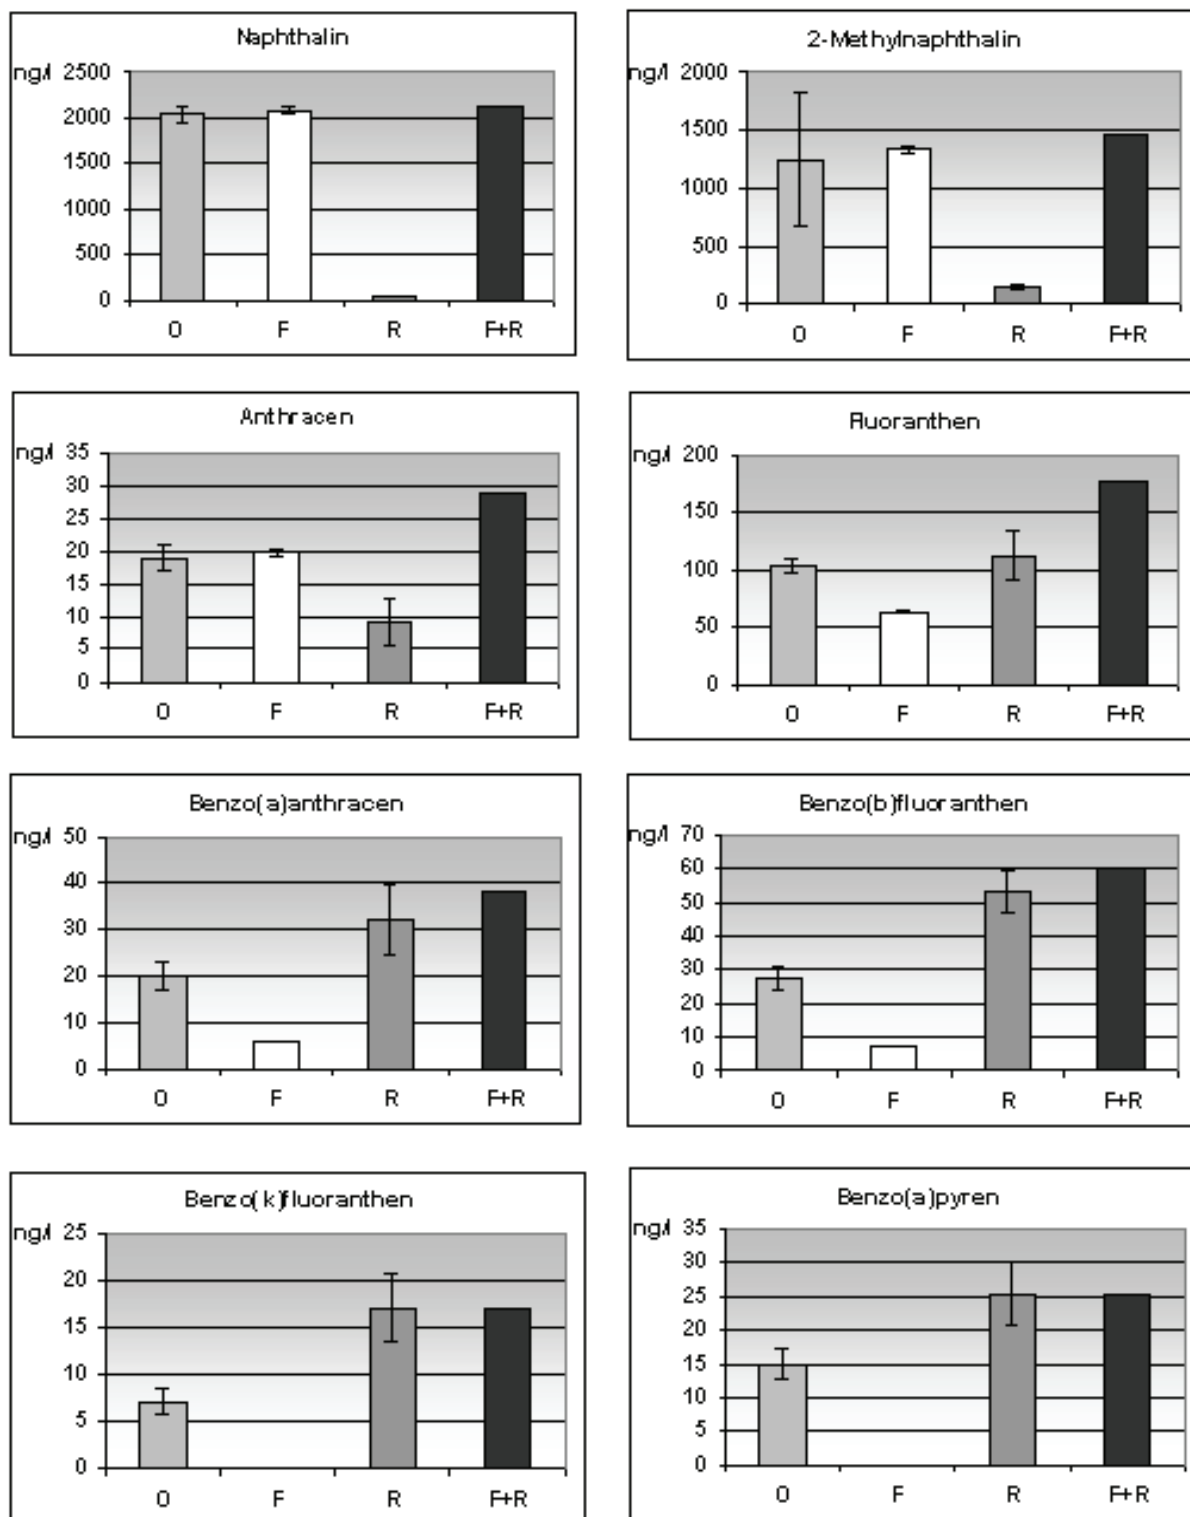 Naphthalin
ng/l 2500
2000
1500
1000
500
0
O F R F+R
2-Methylnaphthalin
ng/l 2000
1500
1000
500
0
O F R F+R
Anthracen
ng/l 35
30
25
20
15
10
5
0
O F R F+R
Fluoranthen
ng/l 200
150
100
50
0
O F R F+R
Benzo(a)anthracen
ng/l 50
40
30
20
10
0
O F R F+R
Benzo(b)fluoranthen
ng/l 70
60
50
40
30
20
10
0
O F R F+R
Benzo(k)fluoranthen
ng/l 25
20
15
10
5
0
O F R F+R
Benzo(a)pyren
ng/l 35
30
25
20
15
10
5
0
O F R F+R